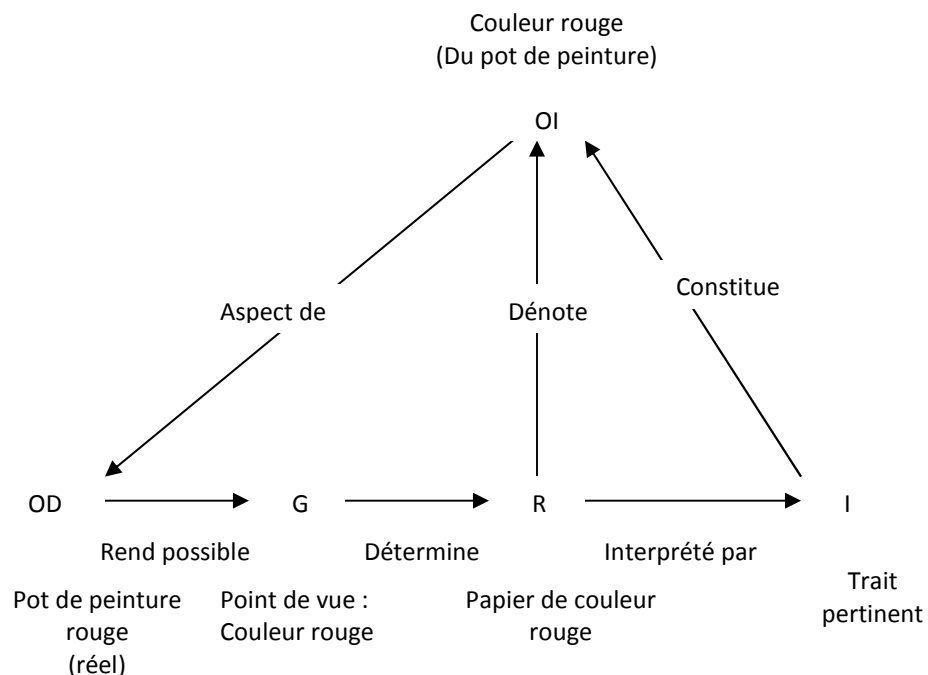 Couleur rouge
(Du pot de peinture)
OI
Aspect de
Dénote
Constitue
OD
G
R
I
Rend possible
Détermine
Interprété par
Pot de peinture
rouge
(réel)
Point de vue :
Couleur rouge
Papier de couleur
rouge
Trait
pertinent